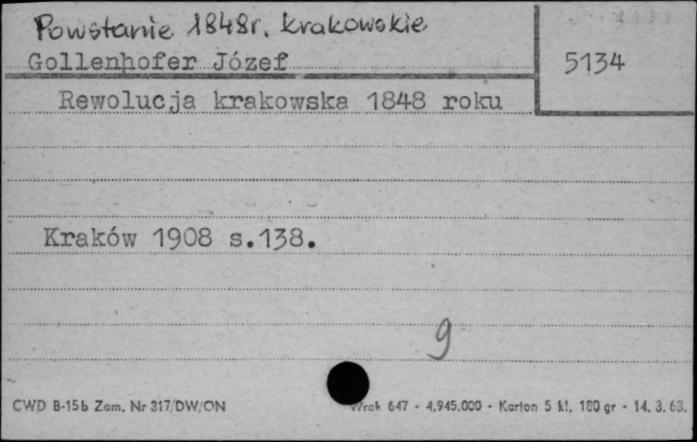 Powstanie 1848r. krakowskie
Gollenhofer Józef
5134
Rewolucja krakowska 1848 roku
Kraków 1908 s.138.
9
CWD B-15b Zam. Nr 317/DW/ON
Wrok 647 - 4.945.000 - Karton 5 kl. 180 gr - 14. 3. 63.